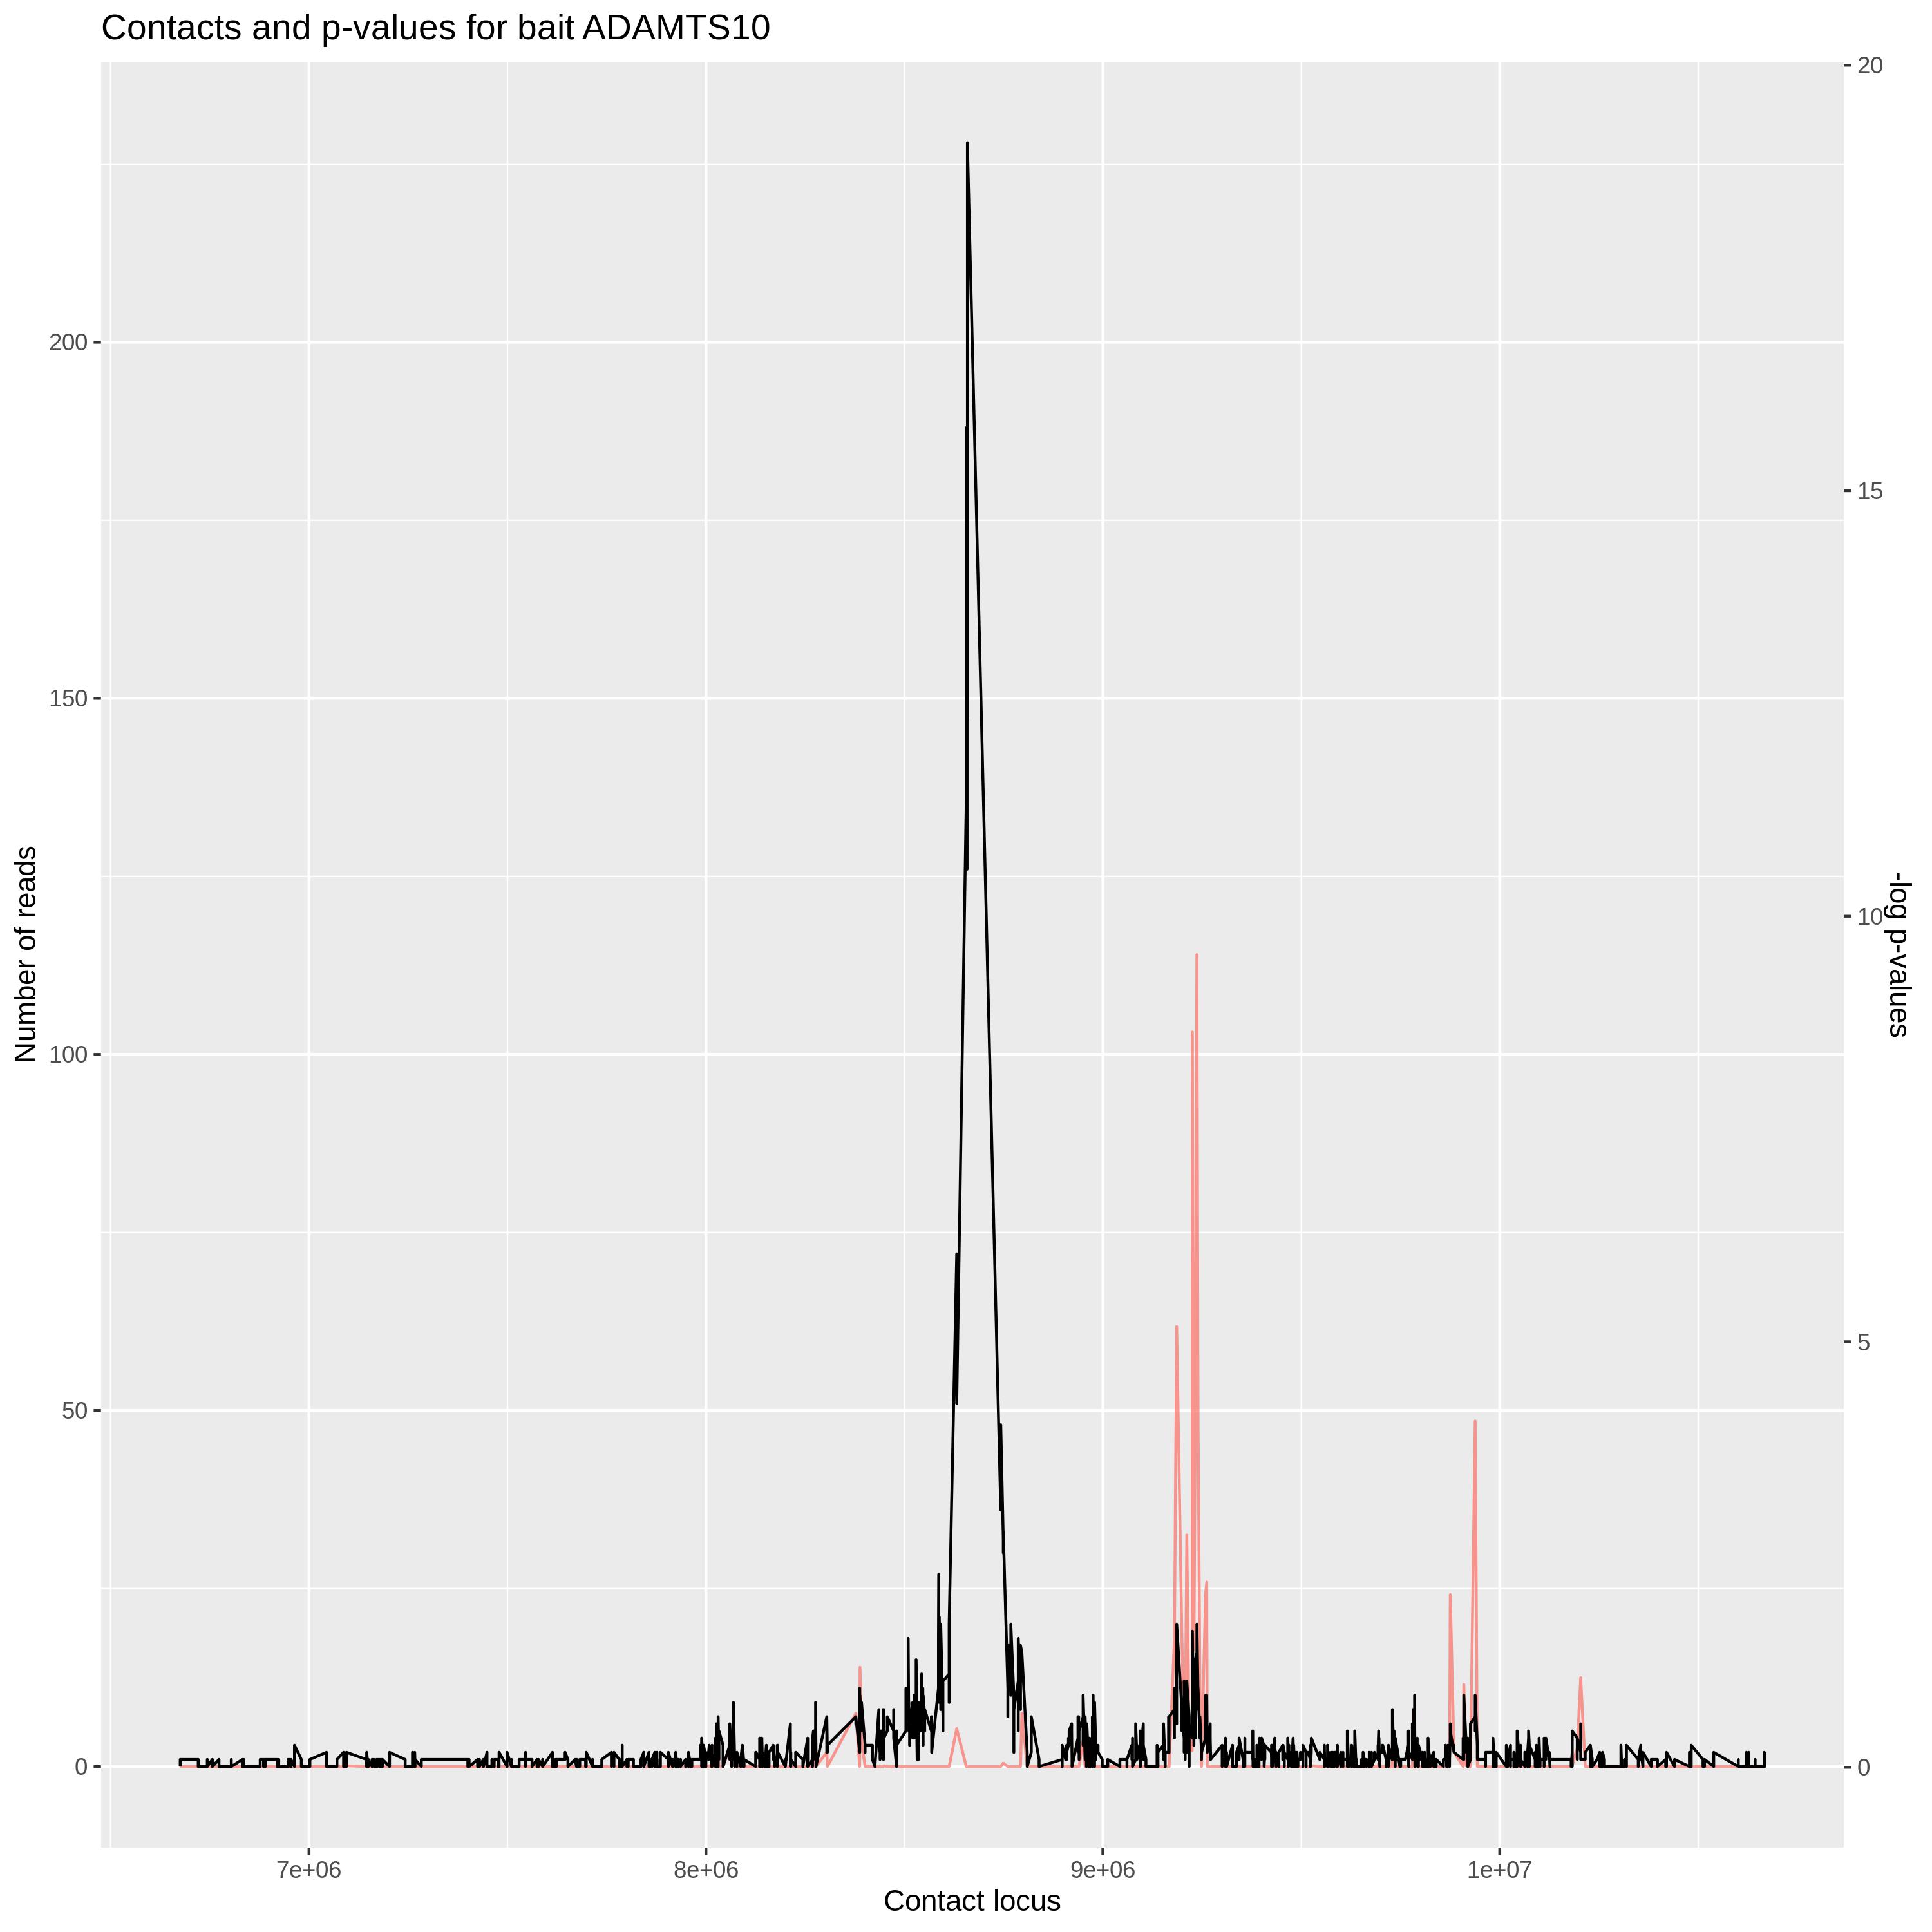 Contacts and p-values for bait ADAMTS10
Number of reads
200
150
100
50
0
20
15
10
5
0
-log p-values
7e+06
8e+06
9e+06
1e+07
Contact locus